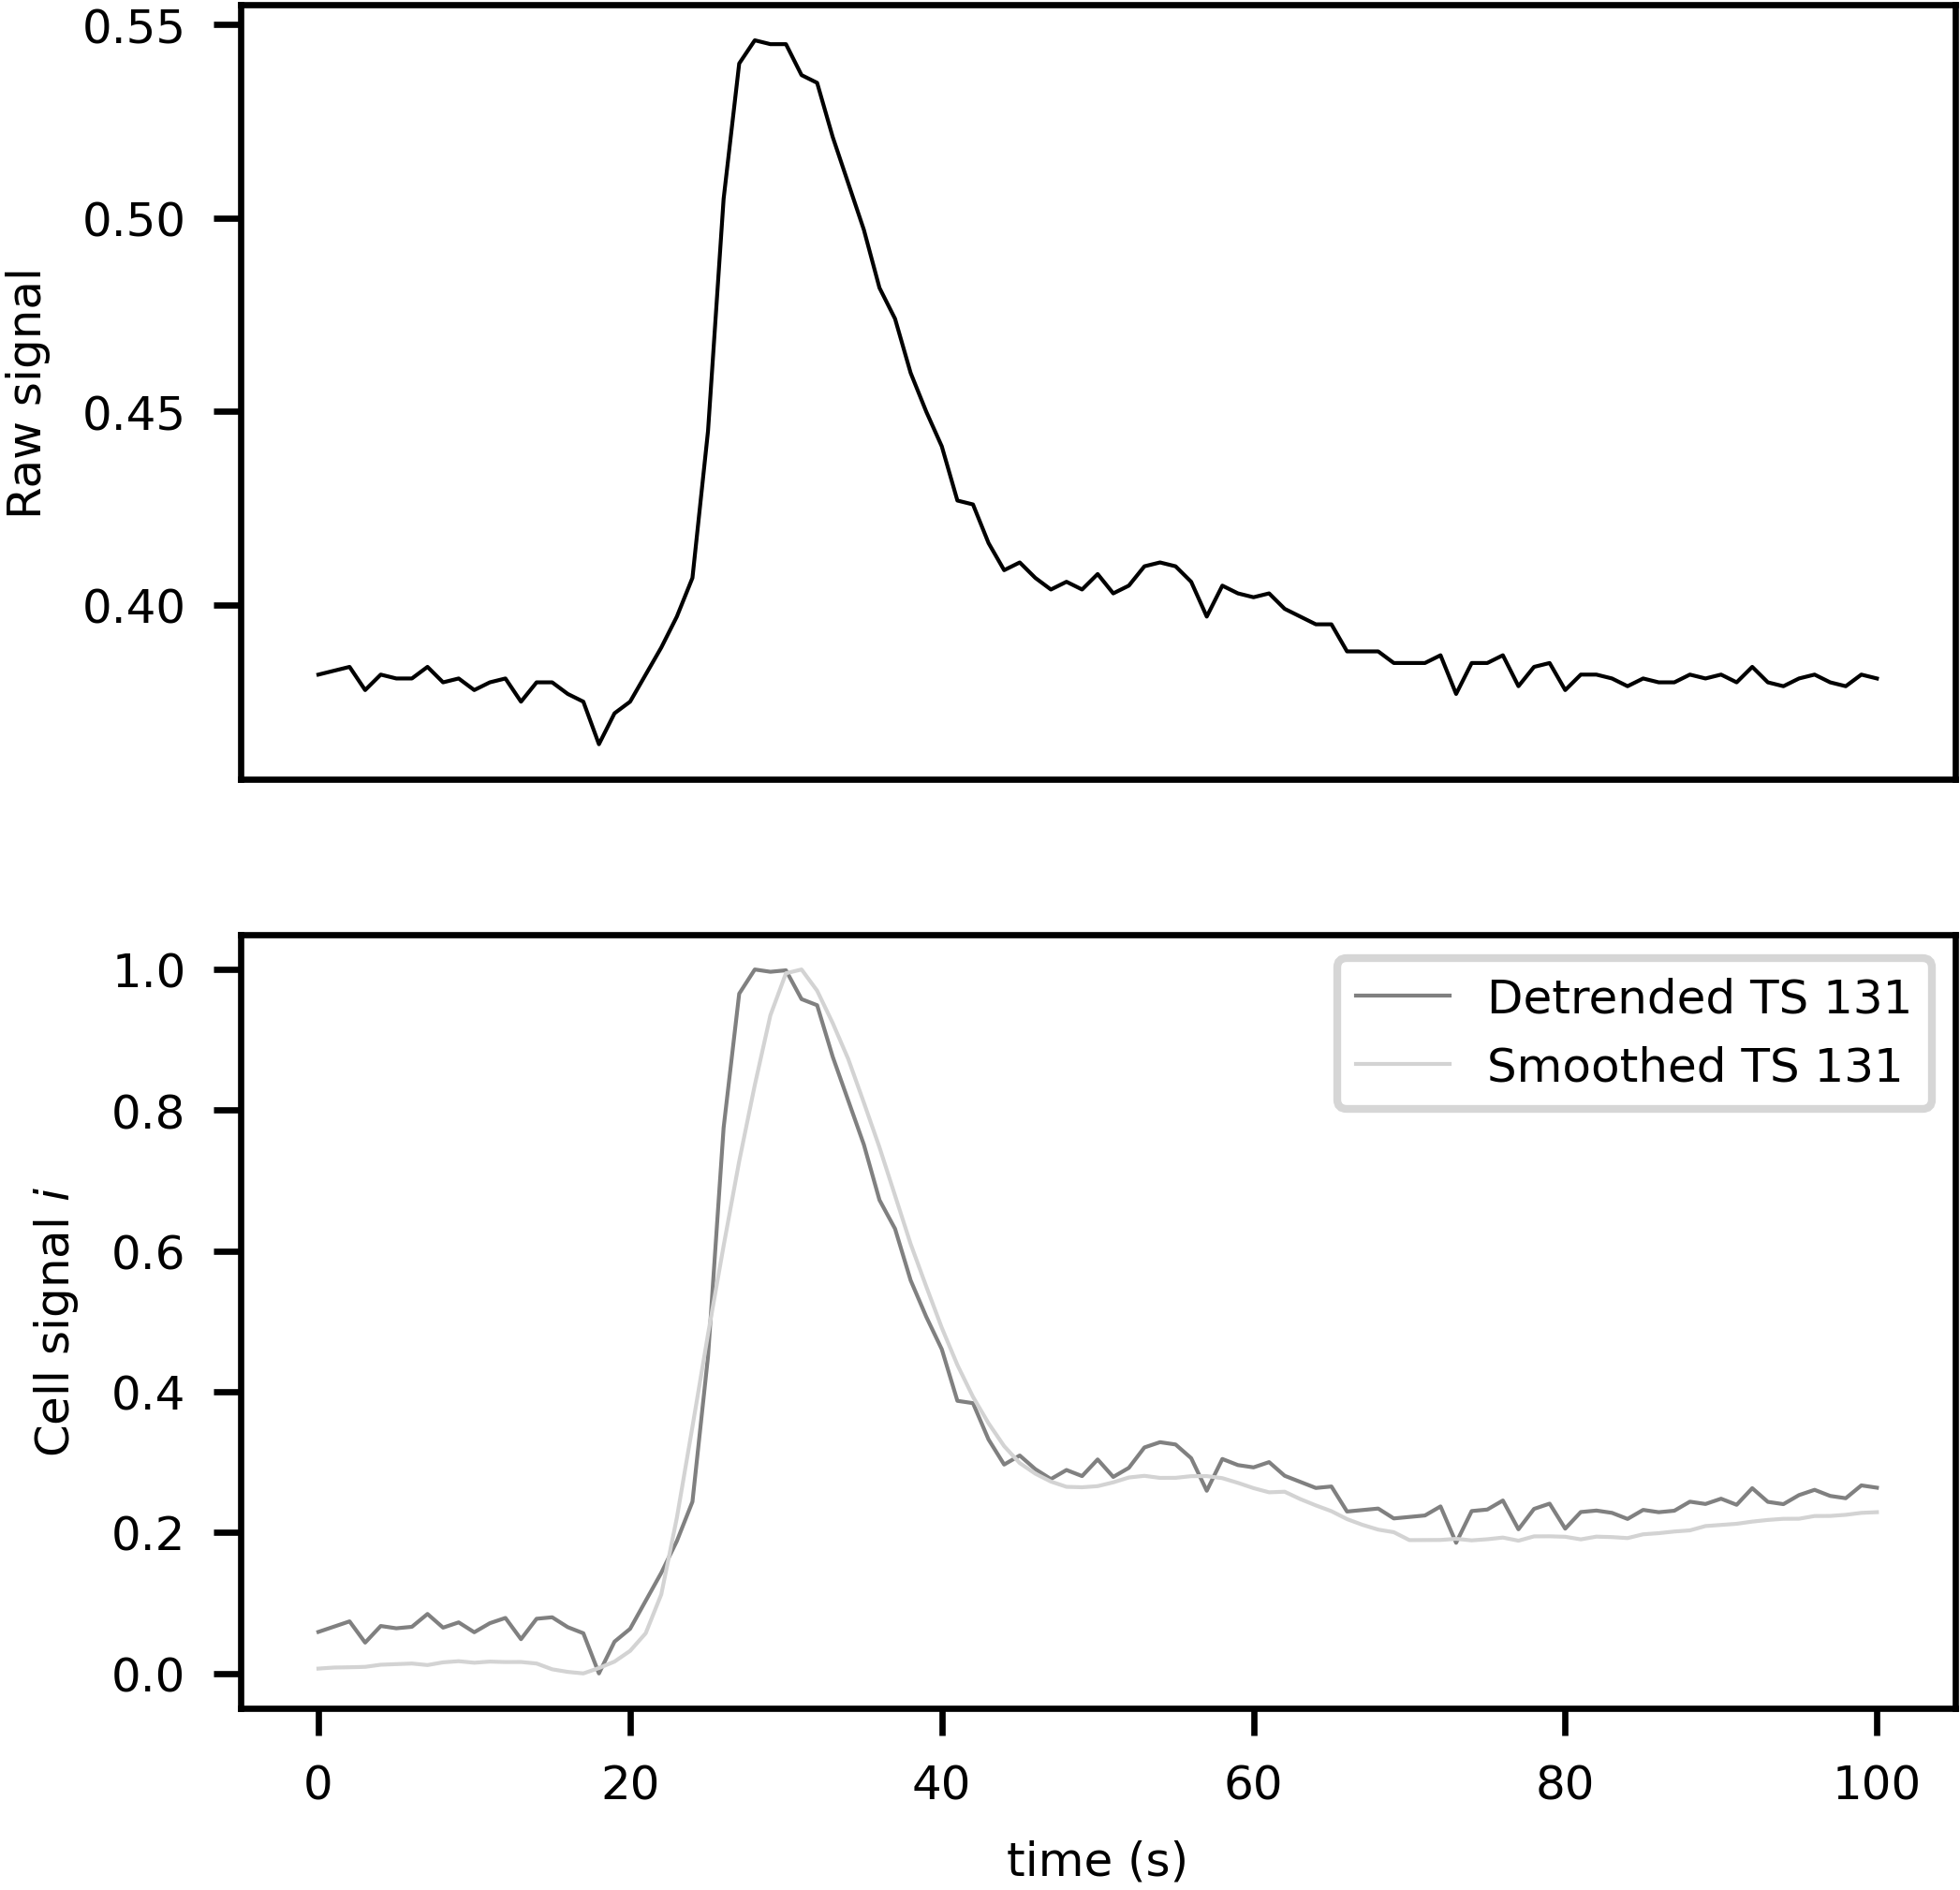 0.55
0.50
0.45
0.40
Raw signal
1.0
0.8
0.6
0.4
0.2
0.0
Cell signal i
Detrended TS 131
Smoothed TS 131
0 20 40 60 80 100
time (s)